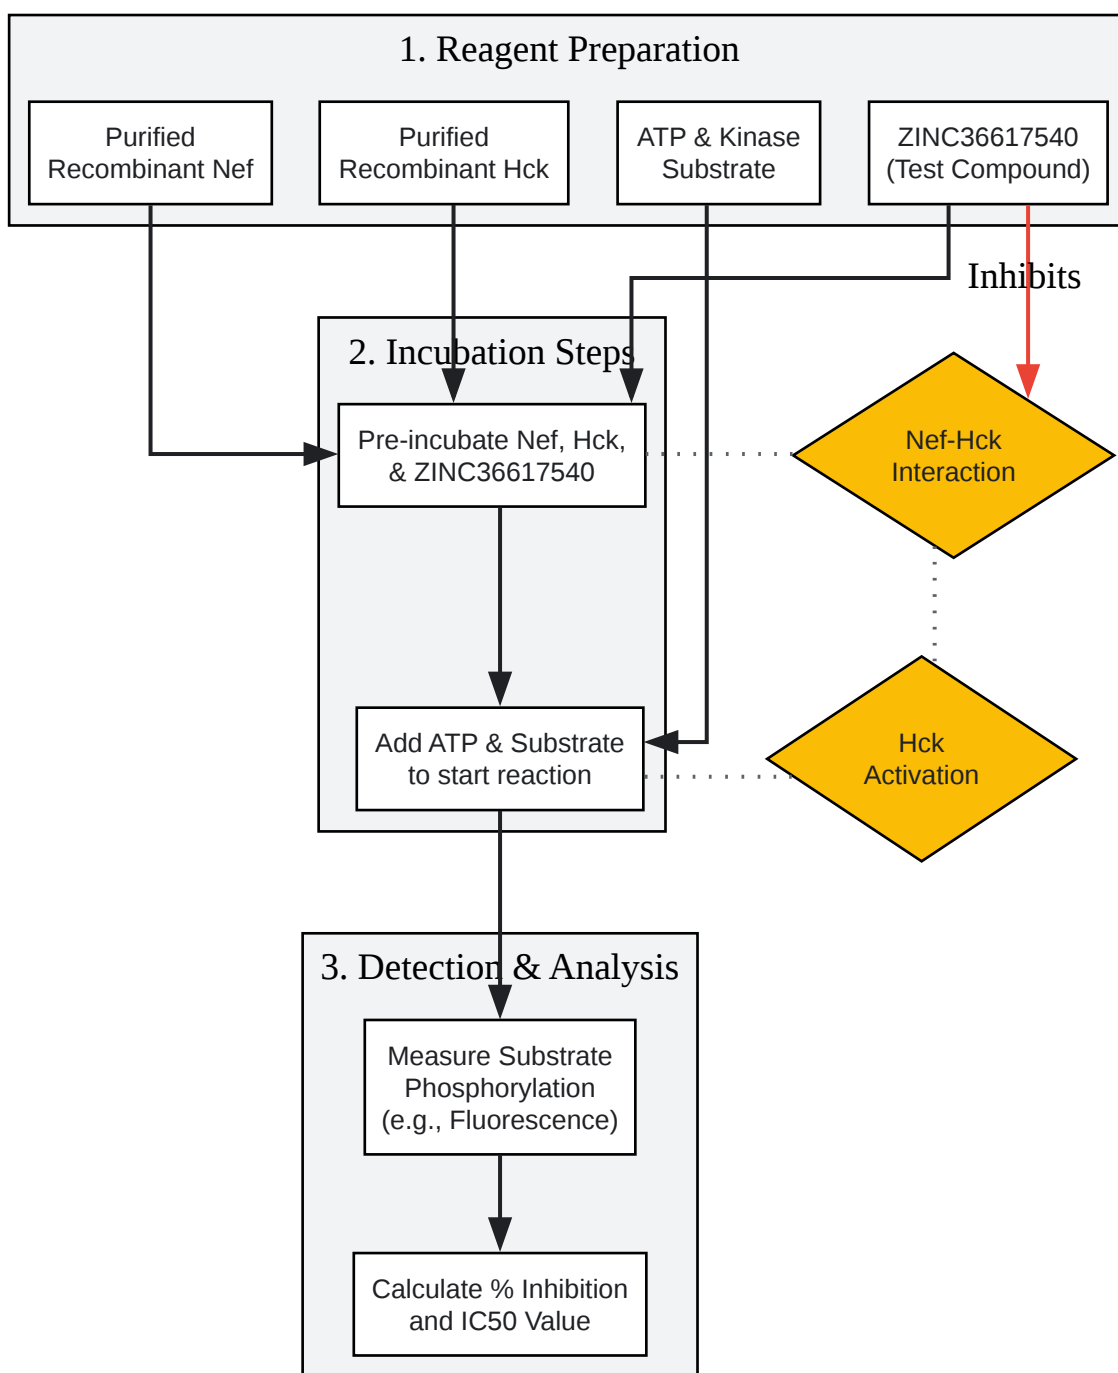 1. Reagent Preparation
Purified
Recombinant Nef
Purified
Recombinant Hck
ATP & Kinase
Substrate
ZINC36617540
(Test Compound)
Inhibits
2. Incubation Steps
Pre-incubate Nef, Hck,
& ZINC36617540
Nef-Hck
Interaction
Add ATP & Substrate
to start reaction
Hck
Activation
3. Detection & Analysis
Measure Substrate
Phosphorylation
(e.g., Fluorescence)
Calculate % Inhibition
and IC50 Value